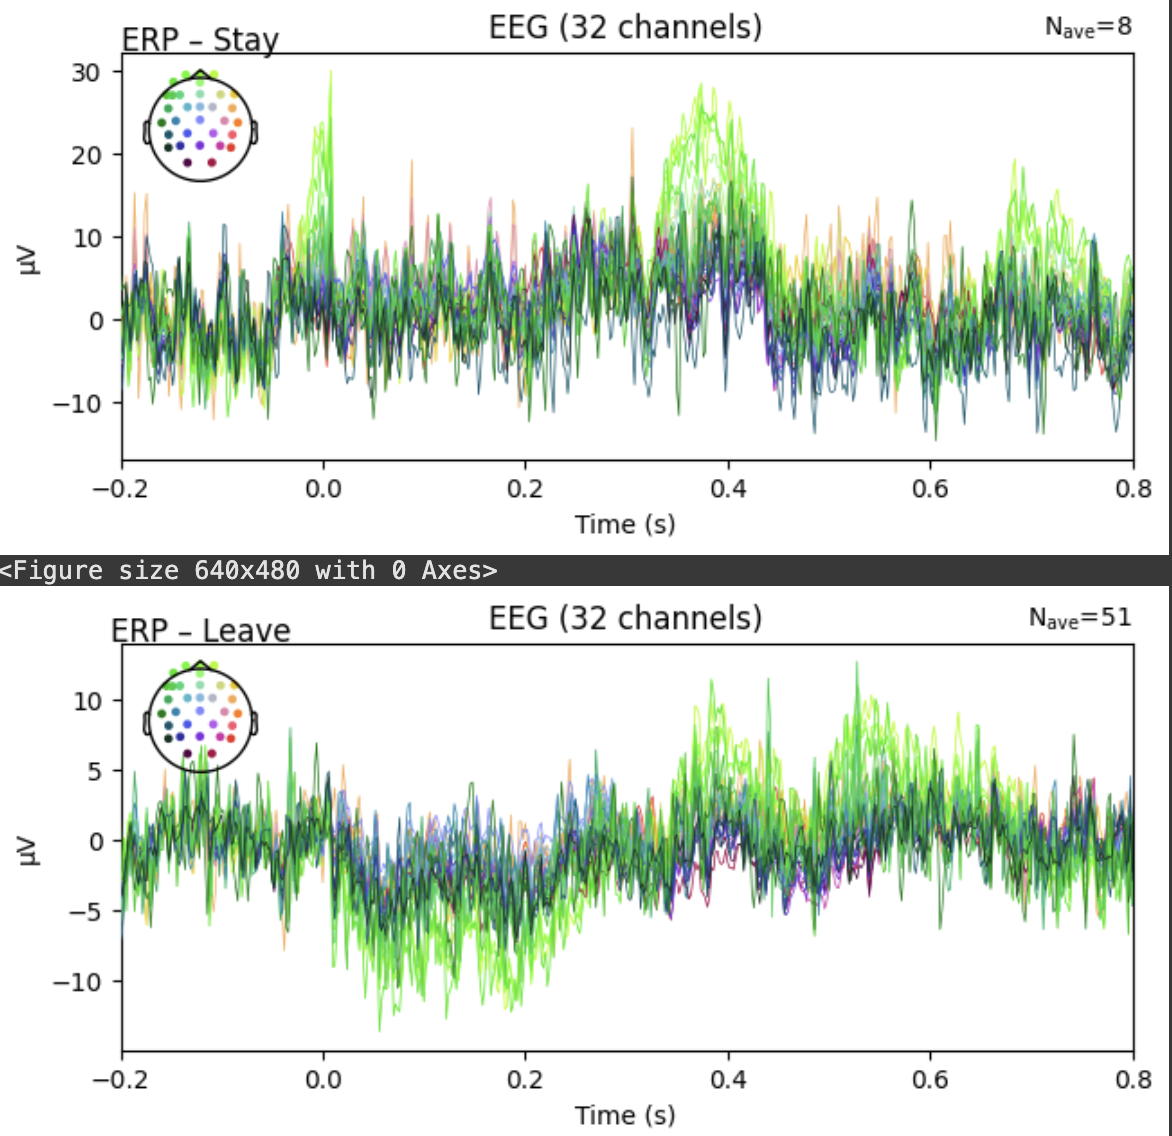 ERP – Stay
EEG (32 channels)
Nave=8
30
20
10
0
−10
µV
−0.2
0.0
0.2
0.4
0.6
0.8
Time (s)
<Figure size 640x480 with 0 Axes>
ERP – Leave
EEG (32 channels)
Nave=51
10
5
0
−5
−10
µV
−0.2
0.0
0.2
0.4
0.6
0.8
Time (s)